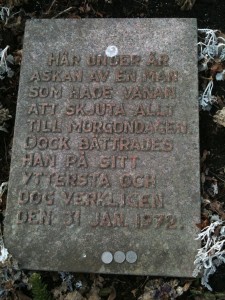 HÄR UNDER ÄR
ASKAN AV EN MAN
SOM HADE VANAN
ATT SKJUTA ALLT
TILL MORGONDAGEN.
DOCK BÄTTRADES
HAN PÅ SITT
YTTERSTA OCH
DOG VERKLIGEN
DEN 31 JAN. 1972.